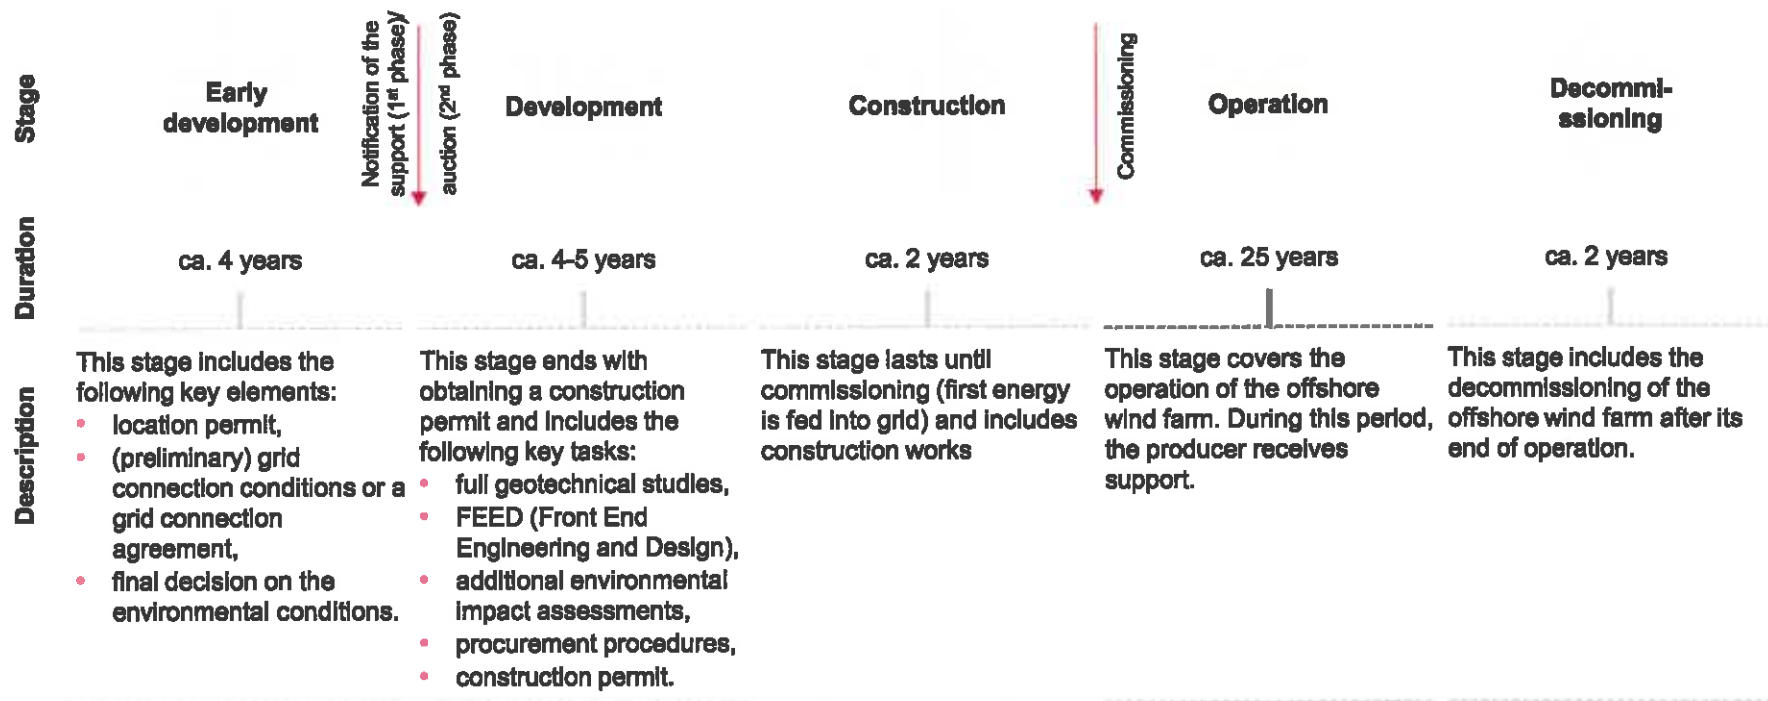 Stage
Early
development
Notification of the
support (1st phase)/
auction (2nd phase)
Development
Construction
Commissioning
Operation
Decommi-
ssioning
Duration
ca. 4 years
ca. 4-5 years
ca. 2 years
ca. 25 years
ca. 2 years
Description
This stage includes the
following key elements:
• location permit,
• (preliminary) grid
connection conditions or a
grid connection
agreement,
• final decision on the
environmental conditions.
This stage ends with
obtaining a construction
permit and includes the
following key tasks:
• full geotechnical studies,
• FEED (Front End
Engineering and Design),
• additional environmental
impact assessments,
• procurement procedures,
• construction permit.
This stage lasts until
commissioning (first energy
is fed into grid) and includes
construction works
This stage covers the
operation of the offshore
wind farm. During this period,
the producer receives
support.
This stage includes the
decommissioning of the
offshore wind farm after its
end of operation.